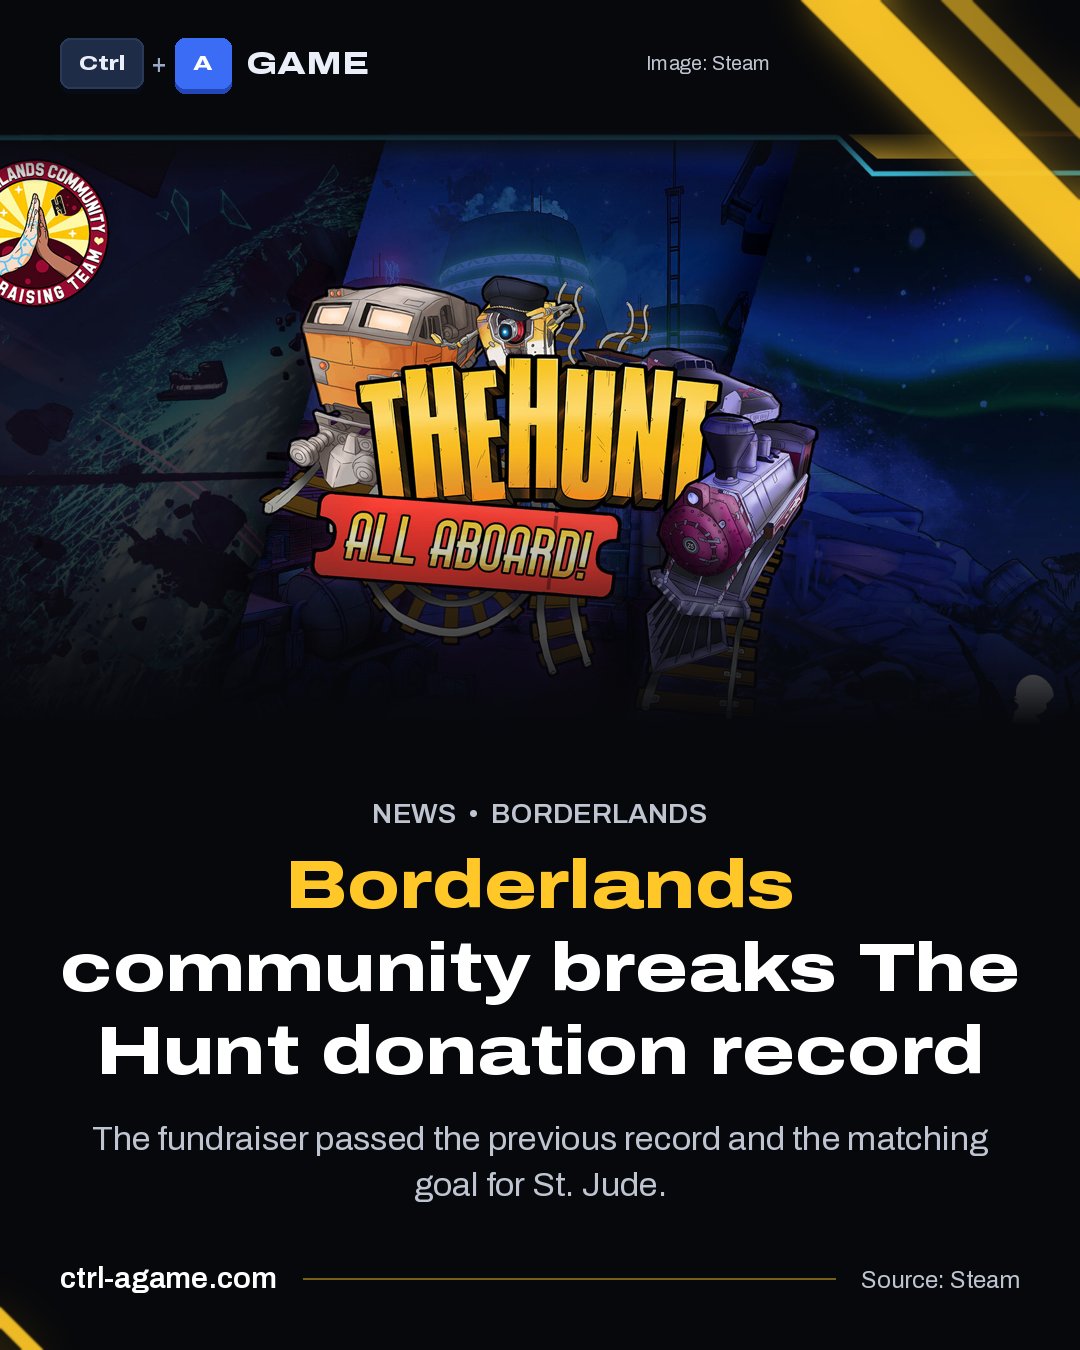 Ctrl + A GAME
Image: Steam
LANDS COMMUNITY
RAISING TEAM
THE HUNT
ALL ABOARD!
NEWS • BORDERLANDS
Borderlands
community breaks The
Hunt donation record
The fundraiser passed the previous record and the matching
goal for St. Jude.
ctrl-agame.com
Source: Steam